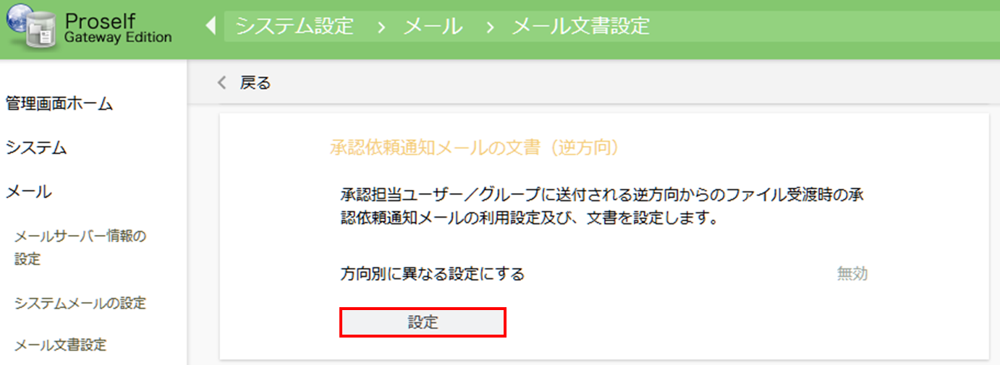 Proself
Gateway Edition
システム設定 > メール > メール文書設定
戻る
管理画面ホーム
システム
メール
メールサーバー情報の
設定
システムメールの設定
メール文書設定
承認依頼通知メールの文書（逆方向）
承認担当ユーザー／グループに送付される逆方向からのファイル受渡時の承
認依頼通知メールの利用設定及び、文書を設定します。
方向別に異なる設定にする
無効
設定